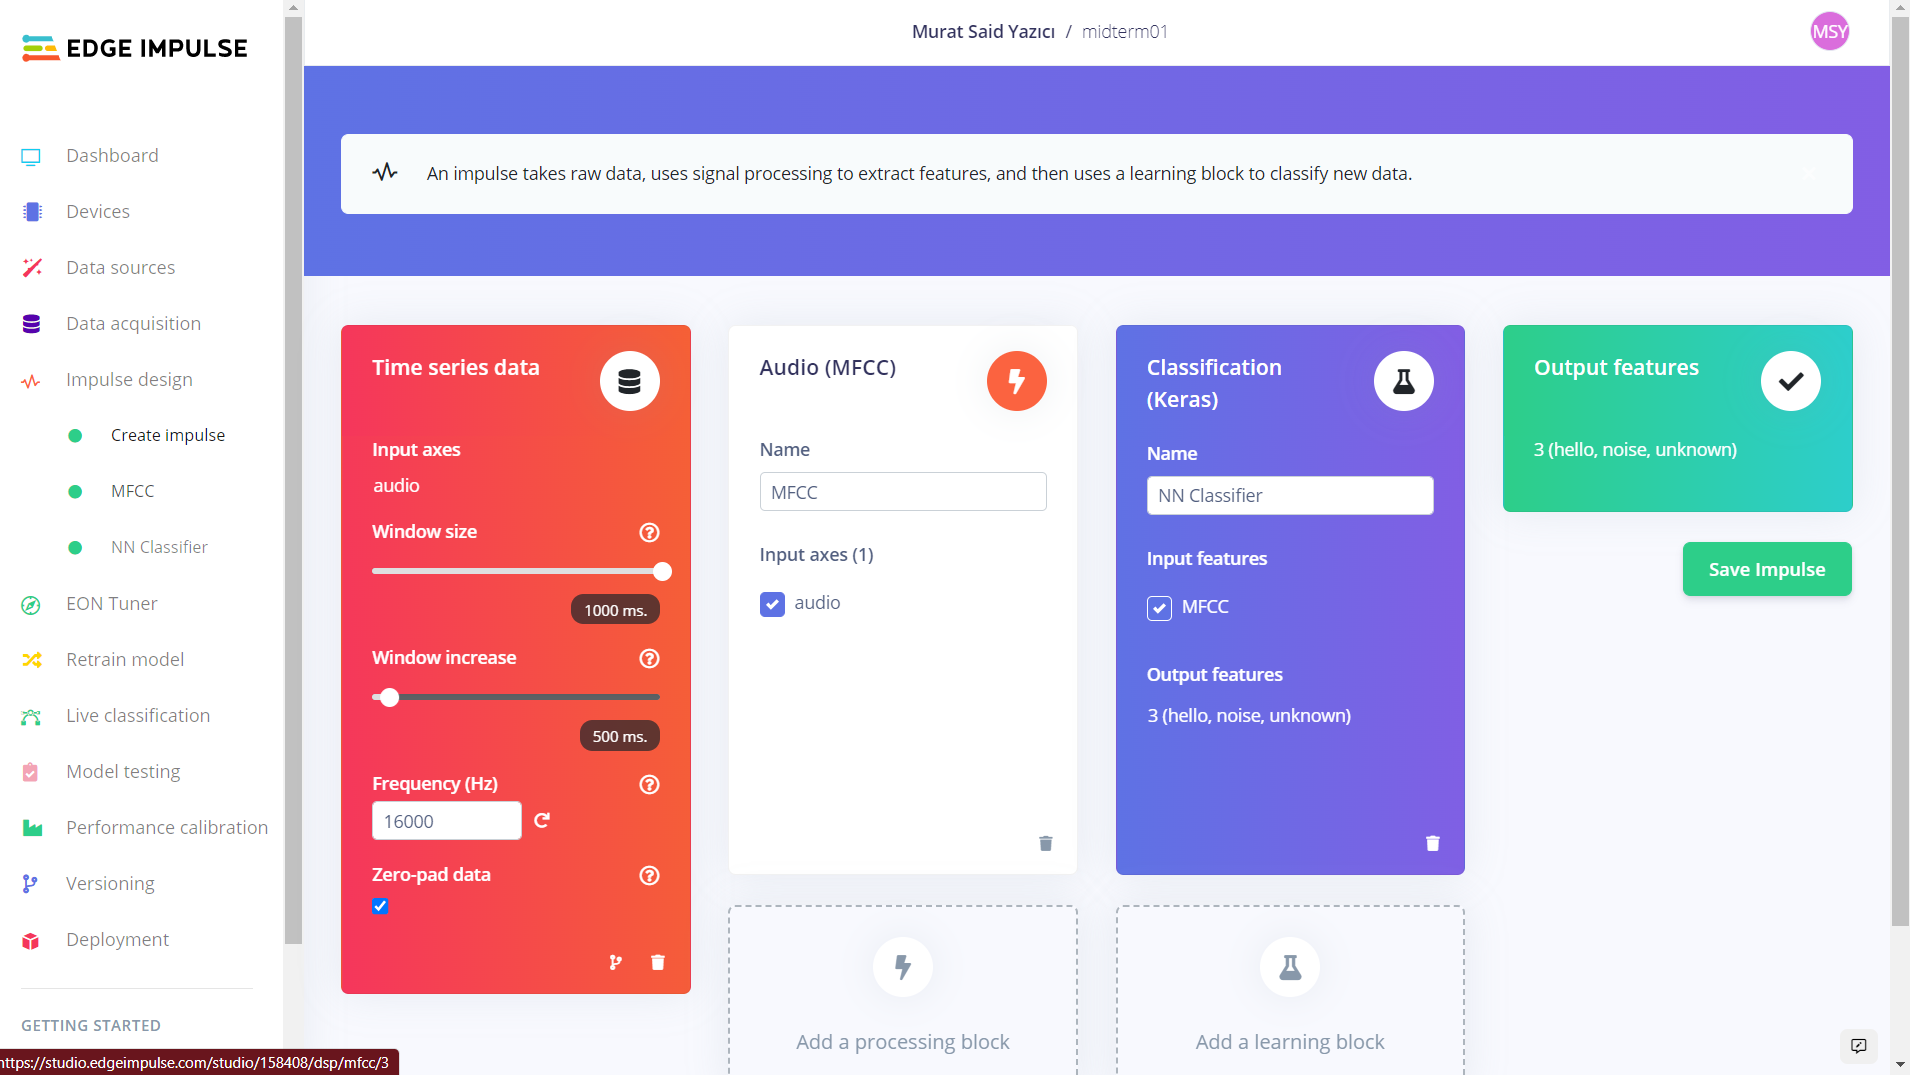 EDGE IMPULSE
Murat Said Yazıcı / midterm01
MSY
Dashboard
Devices
Data sources
Data acquisition
Impulse design
Create impulse
MFCC
NN Classifier
EON Tuner
Retrain model
Live classification
Model testing
Performance calibration
Versioning
Deployment
GETTING STARTED
https://studio.edgeimpulse.com/studio/158408/dsp/mfcc/3
An impulse takes raw data, uses signal processing to extract features, and then uses a learning block to classify new data.
Time series data
Input axes
audio
Window size
1000 ms.
Window increase
500 ms.
Frequency (Hz)
16000
Zero-pad data
Audio (MFCC)
Name
MFCC
Input axes (1)
audio
Add a processing block
Classification
(Keras)
Name
NN Classifier
Input features
MFCC
Output features
3 (hello, noise, unknown)
Add a learning block
Output features
3 (hello, noise, unknown)
Save Impulse